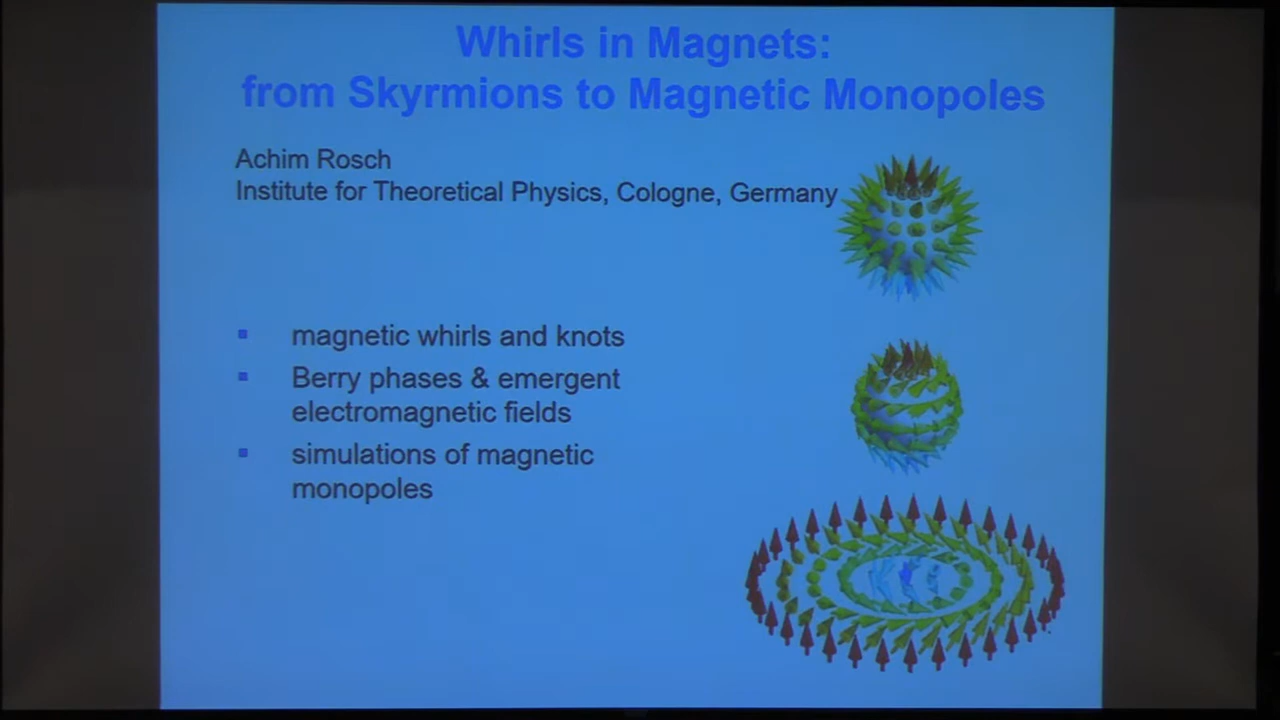 Whirls in Magnets:
from Skyrmions to Magnetic Monopoles
Achim Rosch
Institute for Theoretical Physics, Cologne, Germany
▪ magnetic whirls and knots
▪ Berry phases & emergent
electromagnetic fields
▪ simulations of magnetic
monopoles